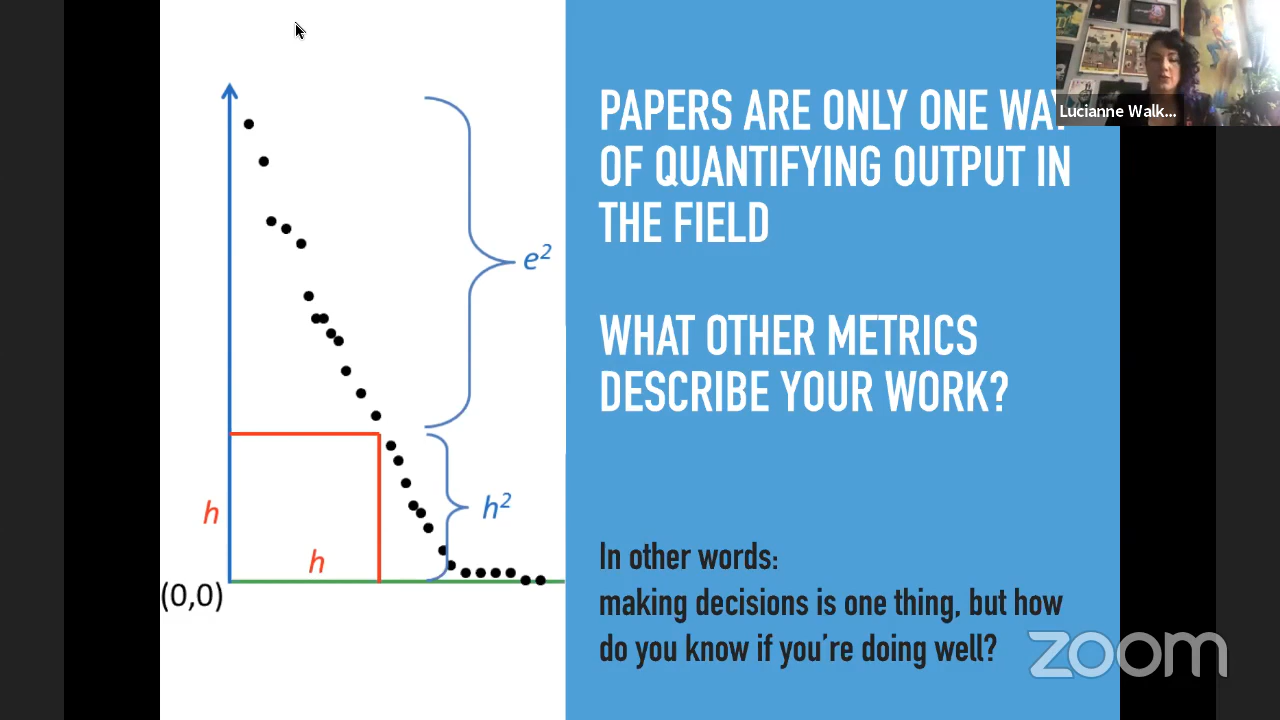 PAPERS ARE ONLY ONE WAY
OF QUANTIFYING OUTPUT IN
THE FIELD
WHAT OTHER METRICS
DESCRIBE YOUR WORK?
In other words:
making decisions is one thing, but how
do you know if you're doing well?
e²
h²
h
h
(0,0)
Lucianne Walk...
zoom